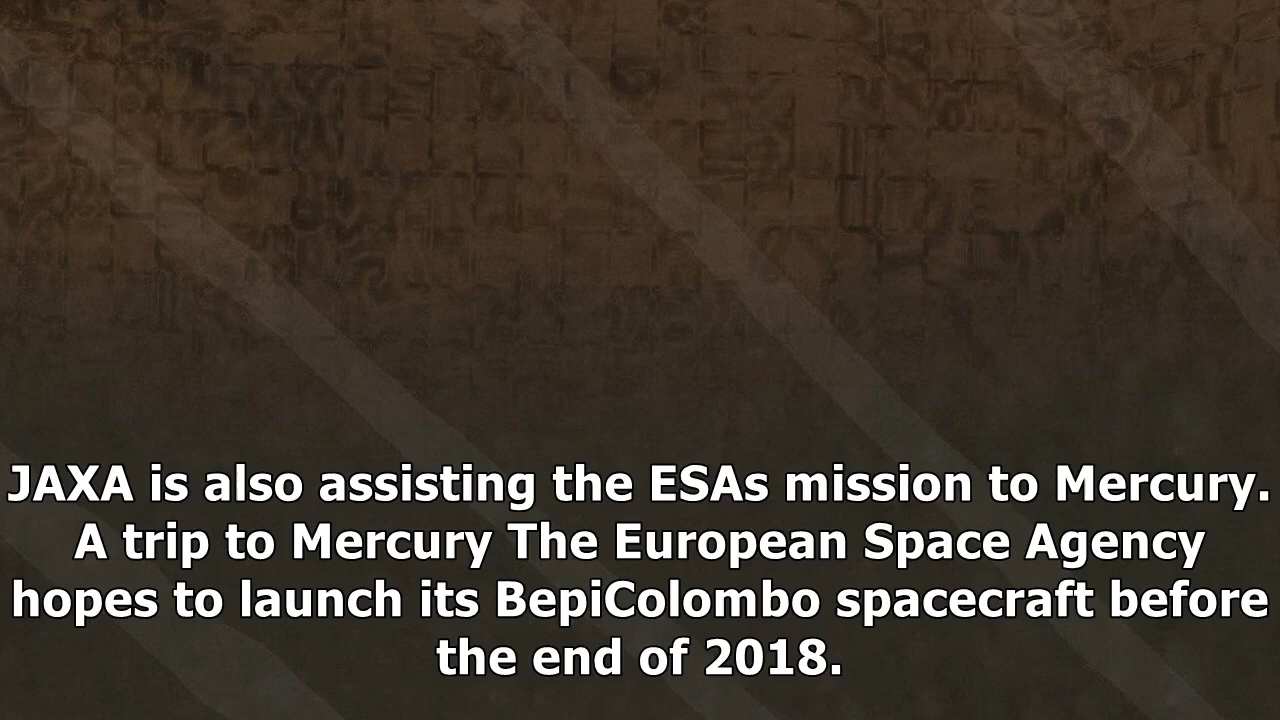 JAXA is also assisting the ESAs mission to Mercury.
A trip to Mercury The European Space Agency
hopes to launch its BepiColombo spacecraft before
the end of 2018.